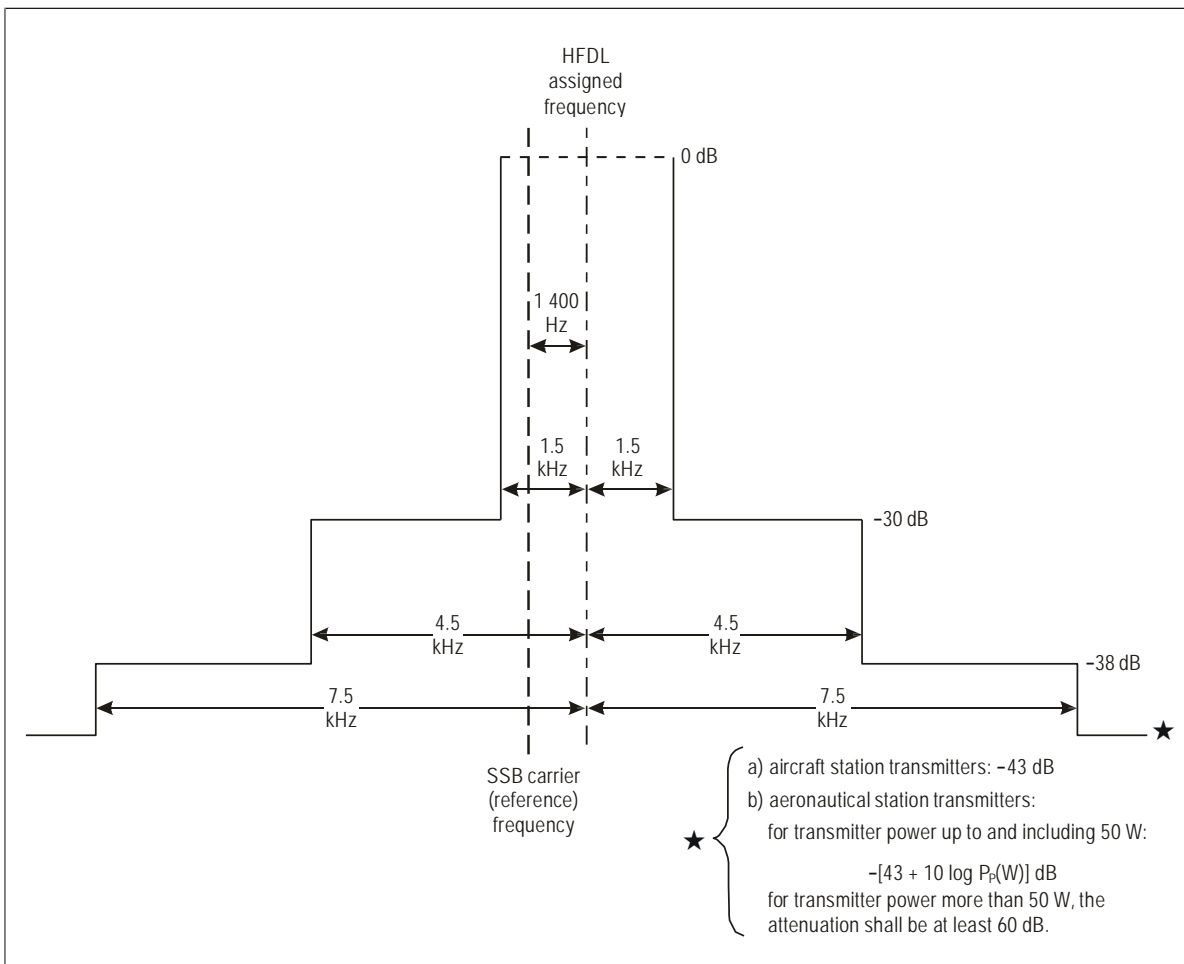 HFDL
assigned
frequency
0 dB
1 400
Hz
1.5
kHz
1.5
kHz
−30 dB
4.5
kHz
4.5
kHz
−38 dB
7.5
kHz
7.5
kHz
★
SSB carrier
(reference)
frequency
★
a) aircraft station transmitters: −43 dB
b) aeronautical station transmitters:
for transmitter power up to and including 50 W:
−[43 + 10 log Pₚ(W)] dB
for transmitter power more than 50 W, the
attenuation shall be at least 60 dB.